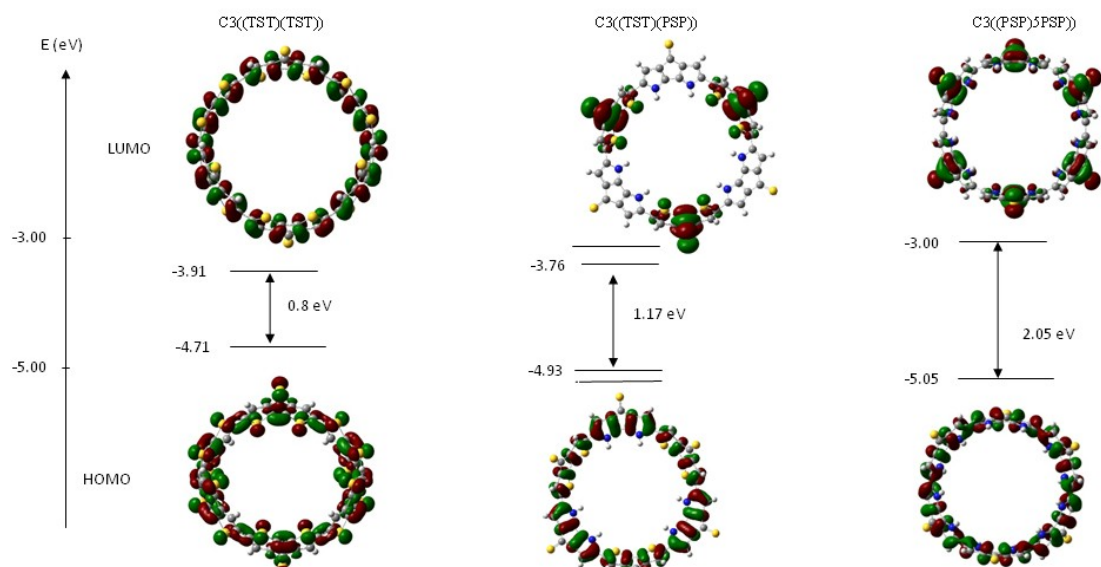 C3((TST)(TST))
C3((TST)(PSP))
C3((PSP)5PSP))
E (eV)
LUMO
-3.00
-3.91
0.8 eV
-4.71
-3.76
1.17 eV
-4.93
-3.00
2.05 eV
-5.05
-5.00
HOMO